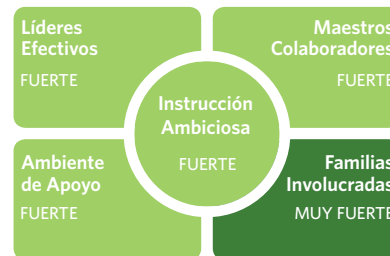 Líderes
Efectivos
FUERTE
Maestros
Colaboradores
FUERTE
Instrucción
Ambiciosa
FUERTE
Ambiente
de Apoyo
FUERTE
Familias
Involucradas
MUY FUERTE